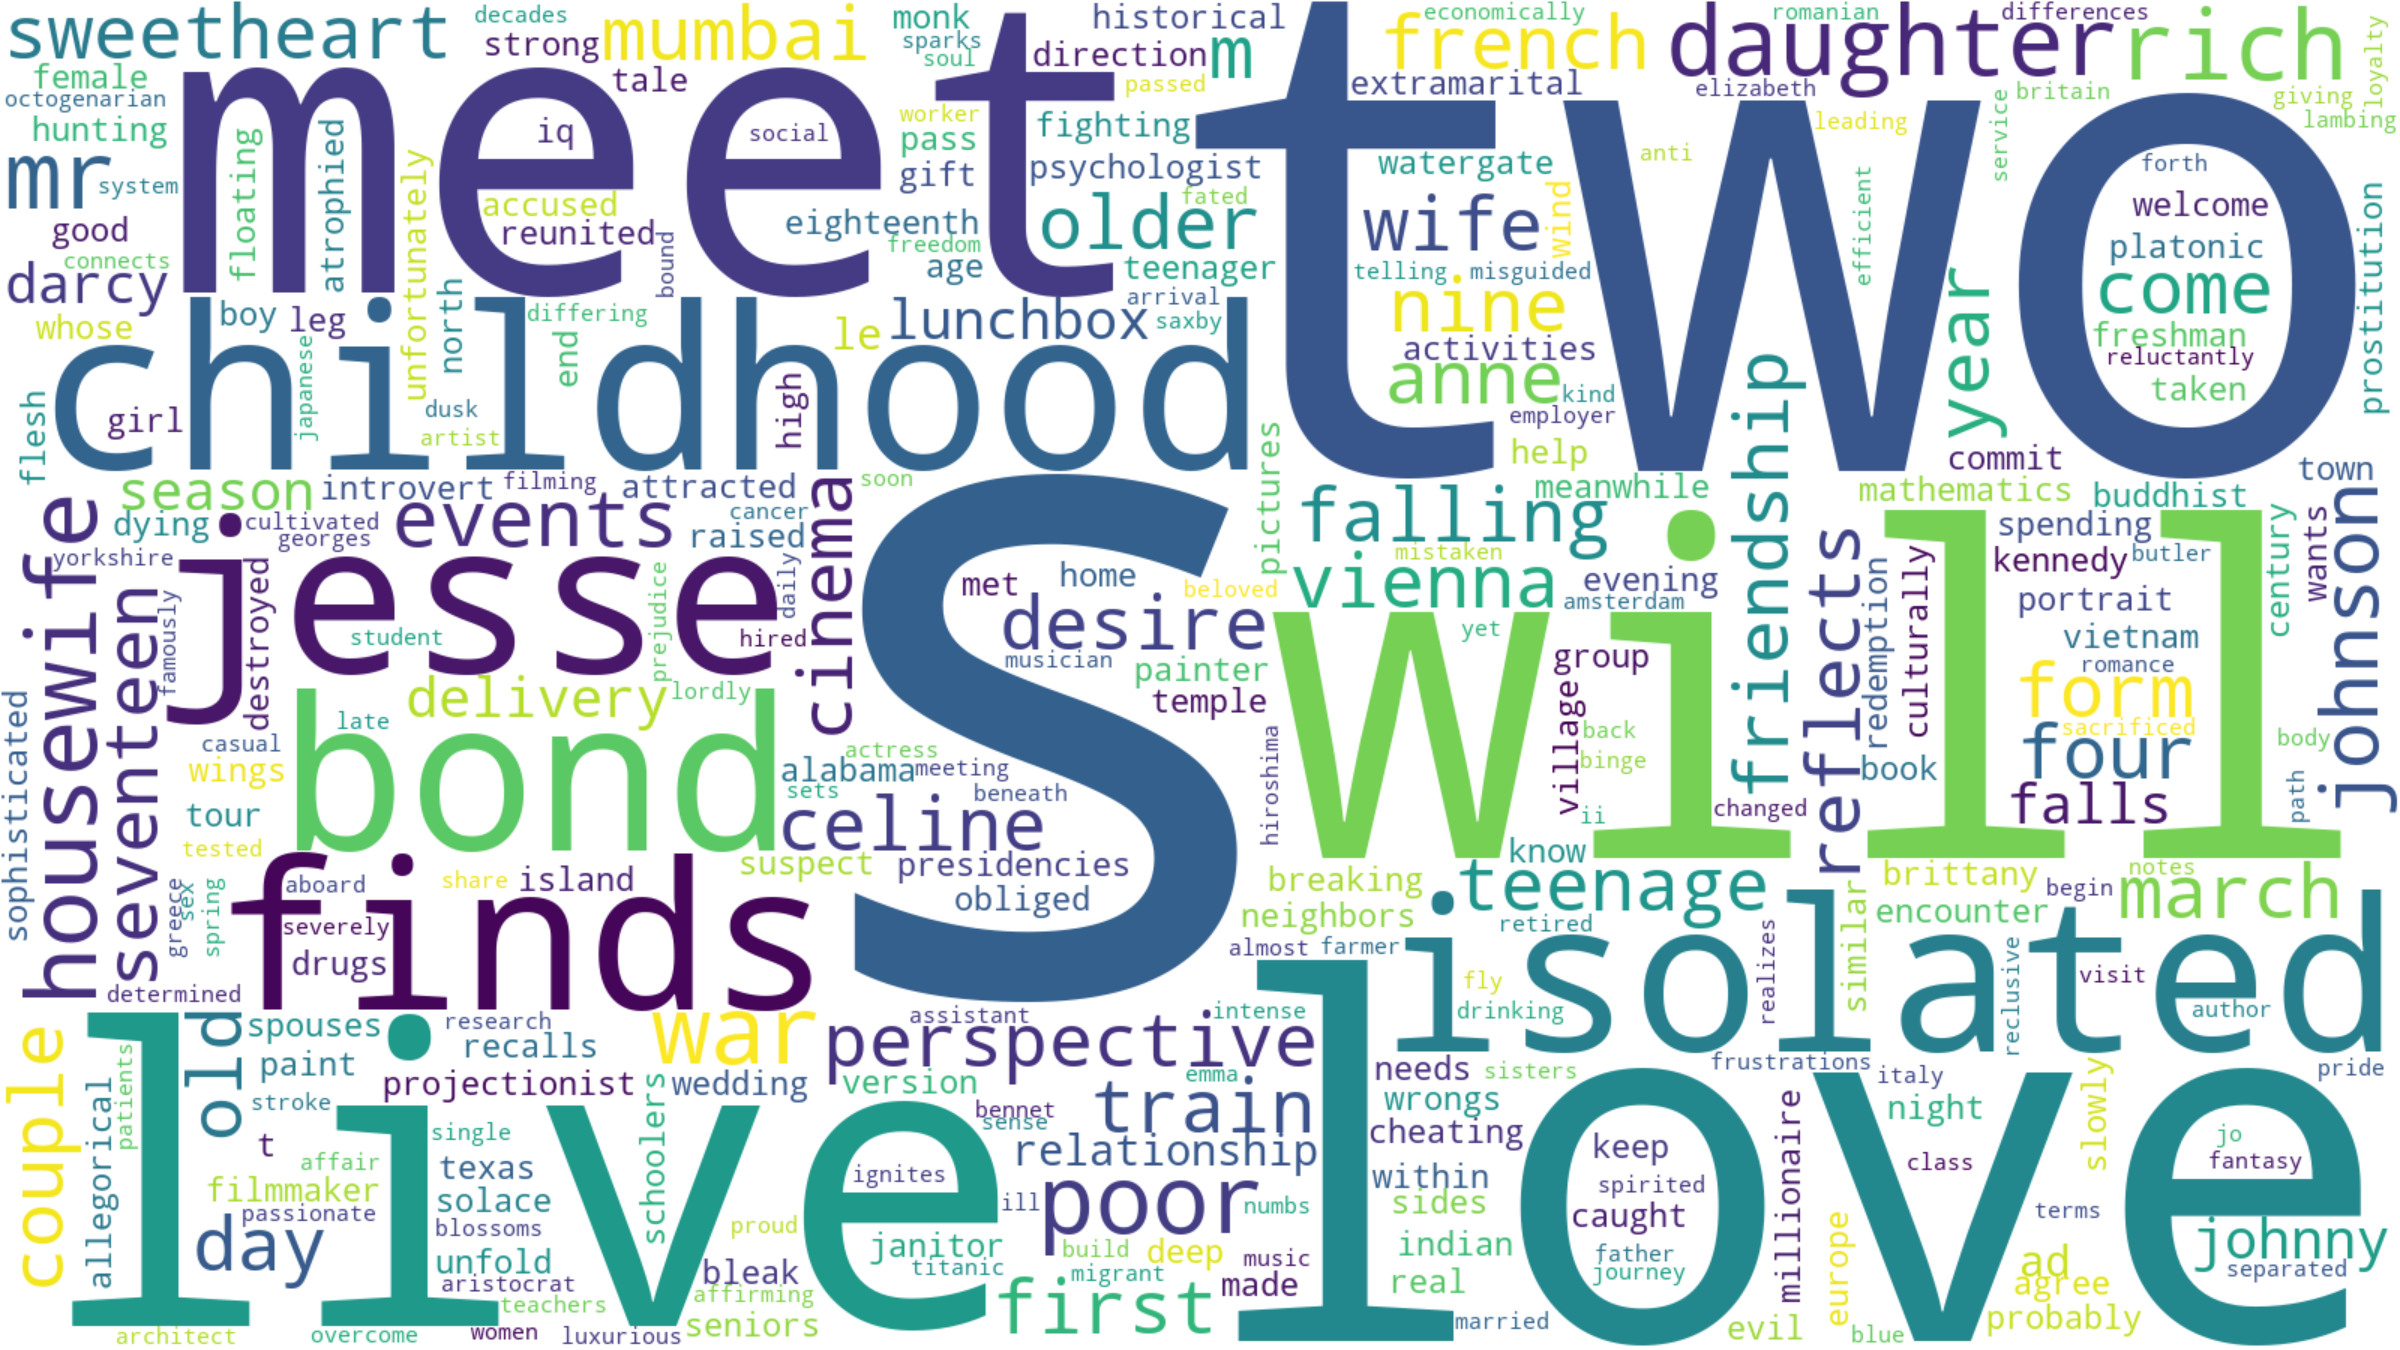 sweetheart decades strong mumbai monk sparks soul historical direction m economically french romanian differences daughter rich loyalty
female octogenarian hunting meet tale passed extramarital elizabeth britain giving lambing
mr system floating atrophied unfortunately iq social worker pass gift fighting psychologist fated two watergate anti leading service efficient forth
good connects darcy accused reunited bound eighteenth freedom age older teenager wife wind telling misguided welcome platonic come prostitution
whose boy leg japanese north differing end le lunchbox arrival saxby nine activities anne kind employer year freshman reluctantly taken
flesh girl childhood dusk artist high pictures help friendship commit town
season introvert filming attracted soon cinema meanwhile mathematics buddhist
dying cultivated georges events cancer raised falling mistaken spending wants century johnson
housewife yorkshire seventeen famously destroyed jesse student prejudice daily hired s met home beloved desire musician vienna evening amsterdam yet reflects redemption culturally kennedy butler portrait vietnam romance
sophisticated delivery lordly painter temple will group village form sacrificed
casual late wings bond actress alabama meeting sets beneath hiroshima back binge four book body path
tour tested celine suspect presidencies obliged ii changed falls
greece sex spring aboard severely drugs finds share island know breaking neighbors teenage brittany begin notes march encounter similar
determined almost farmer retired isolated realizes reclusive visit author
couple old spouses research recalls war assistant intense perspective fly drinking
paint projectionist wedding version emma needs sisters frustrations italy pride
allegorical patients stroke t live schoolers bennet sense train wrongs cheating millionaire night slowly
single affair texas relationship love keep class jo fantasy
filmmaker passionate solace blossoms ignites ill poor numbs within sides spirited caught terms
day unfold proud janitor titanic build deep music indian father journey europe johnny separated
aristocrat bleak migrant made real ad agree
teachers affirming first probably
architect overcome women luxurious seniors married evil blue